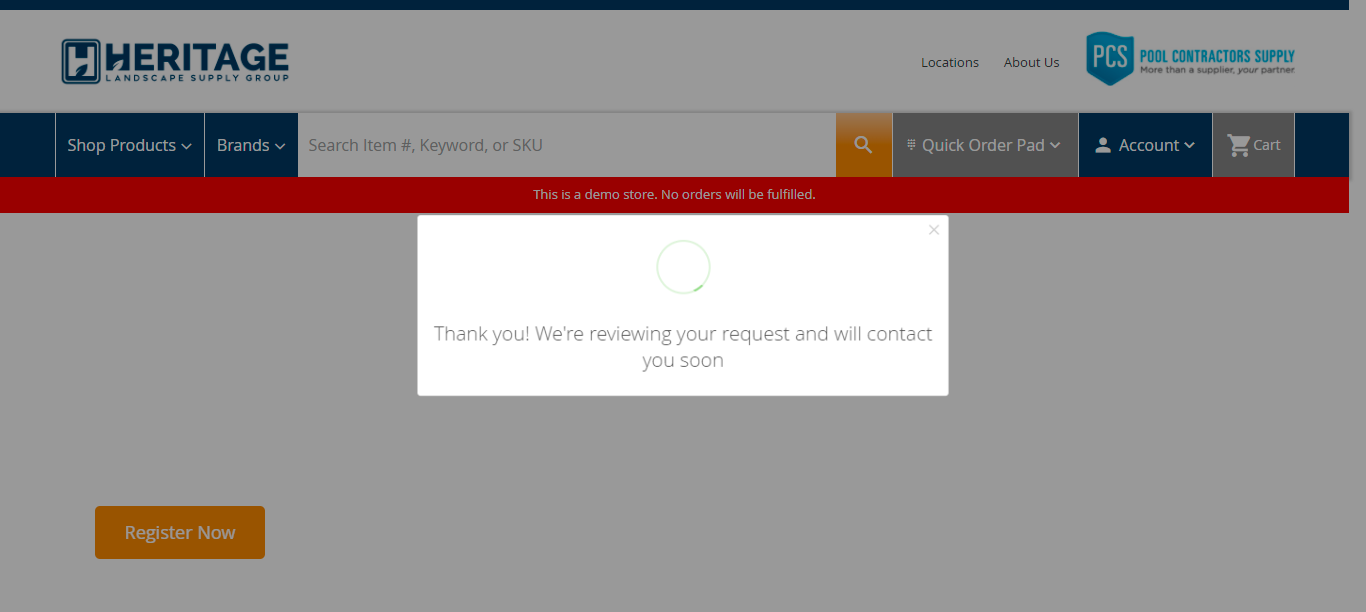 HERITAGE
LANDSCAPE SUPPLY GROUP
Locations
About Us
PCS
POOL CONTRACTORS SUPPLY
More than a supplier, your partner.
Shop Products
Brands
Search Item #, Keyword, or SKU
Quick Order Pad
Account
Cart
This is a demo store. No orders will be fulfilled.
Thank you! We're reviewing your request and will contact
you soon
Register Now